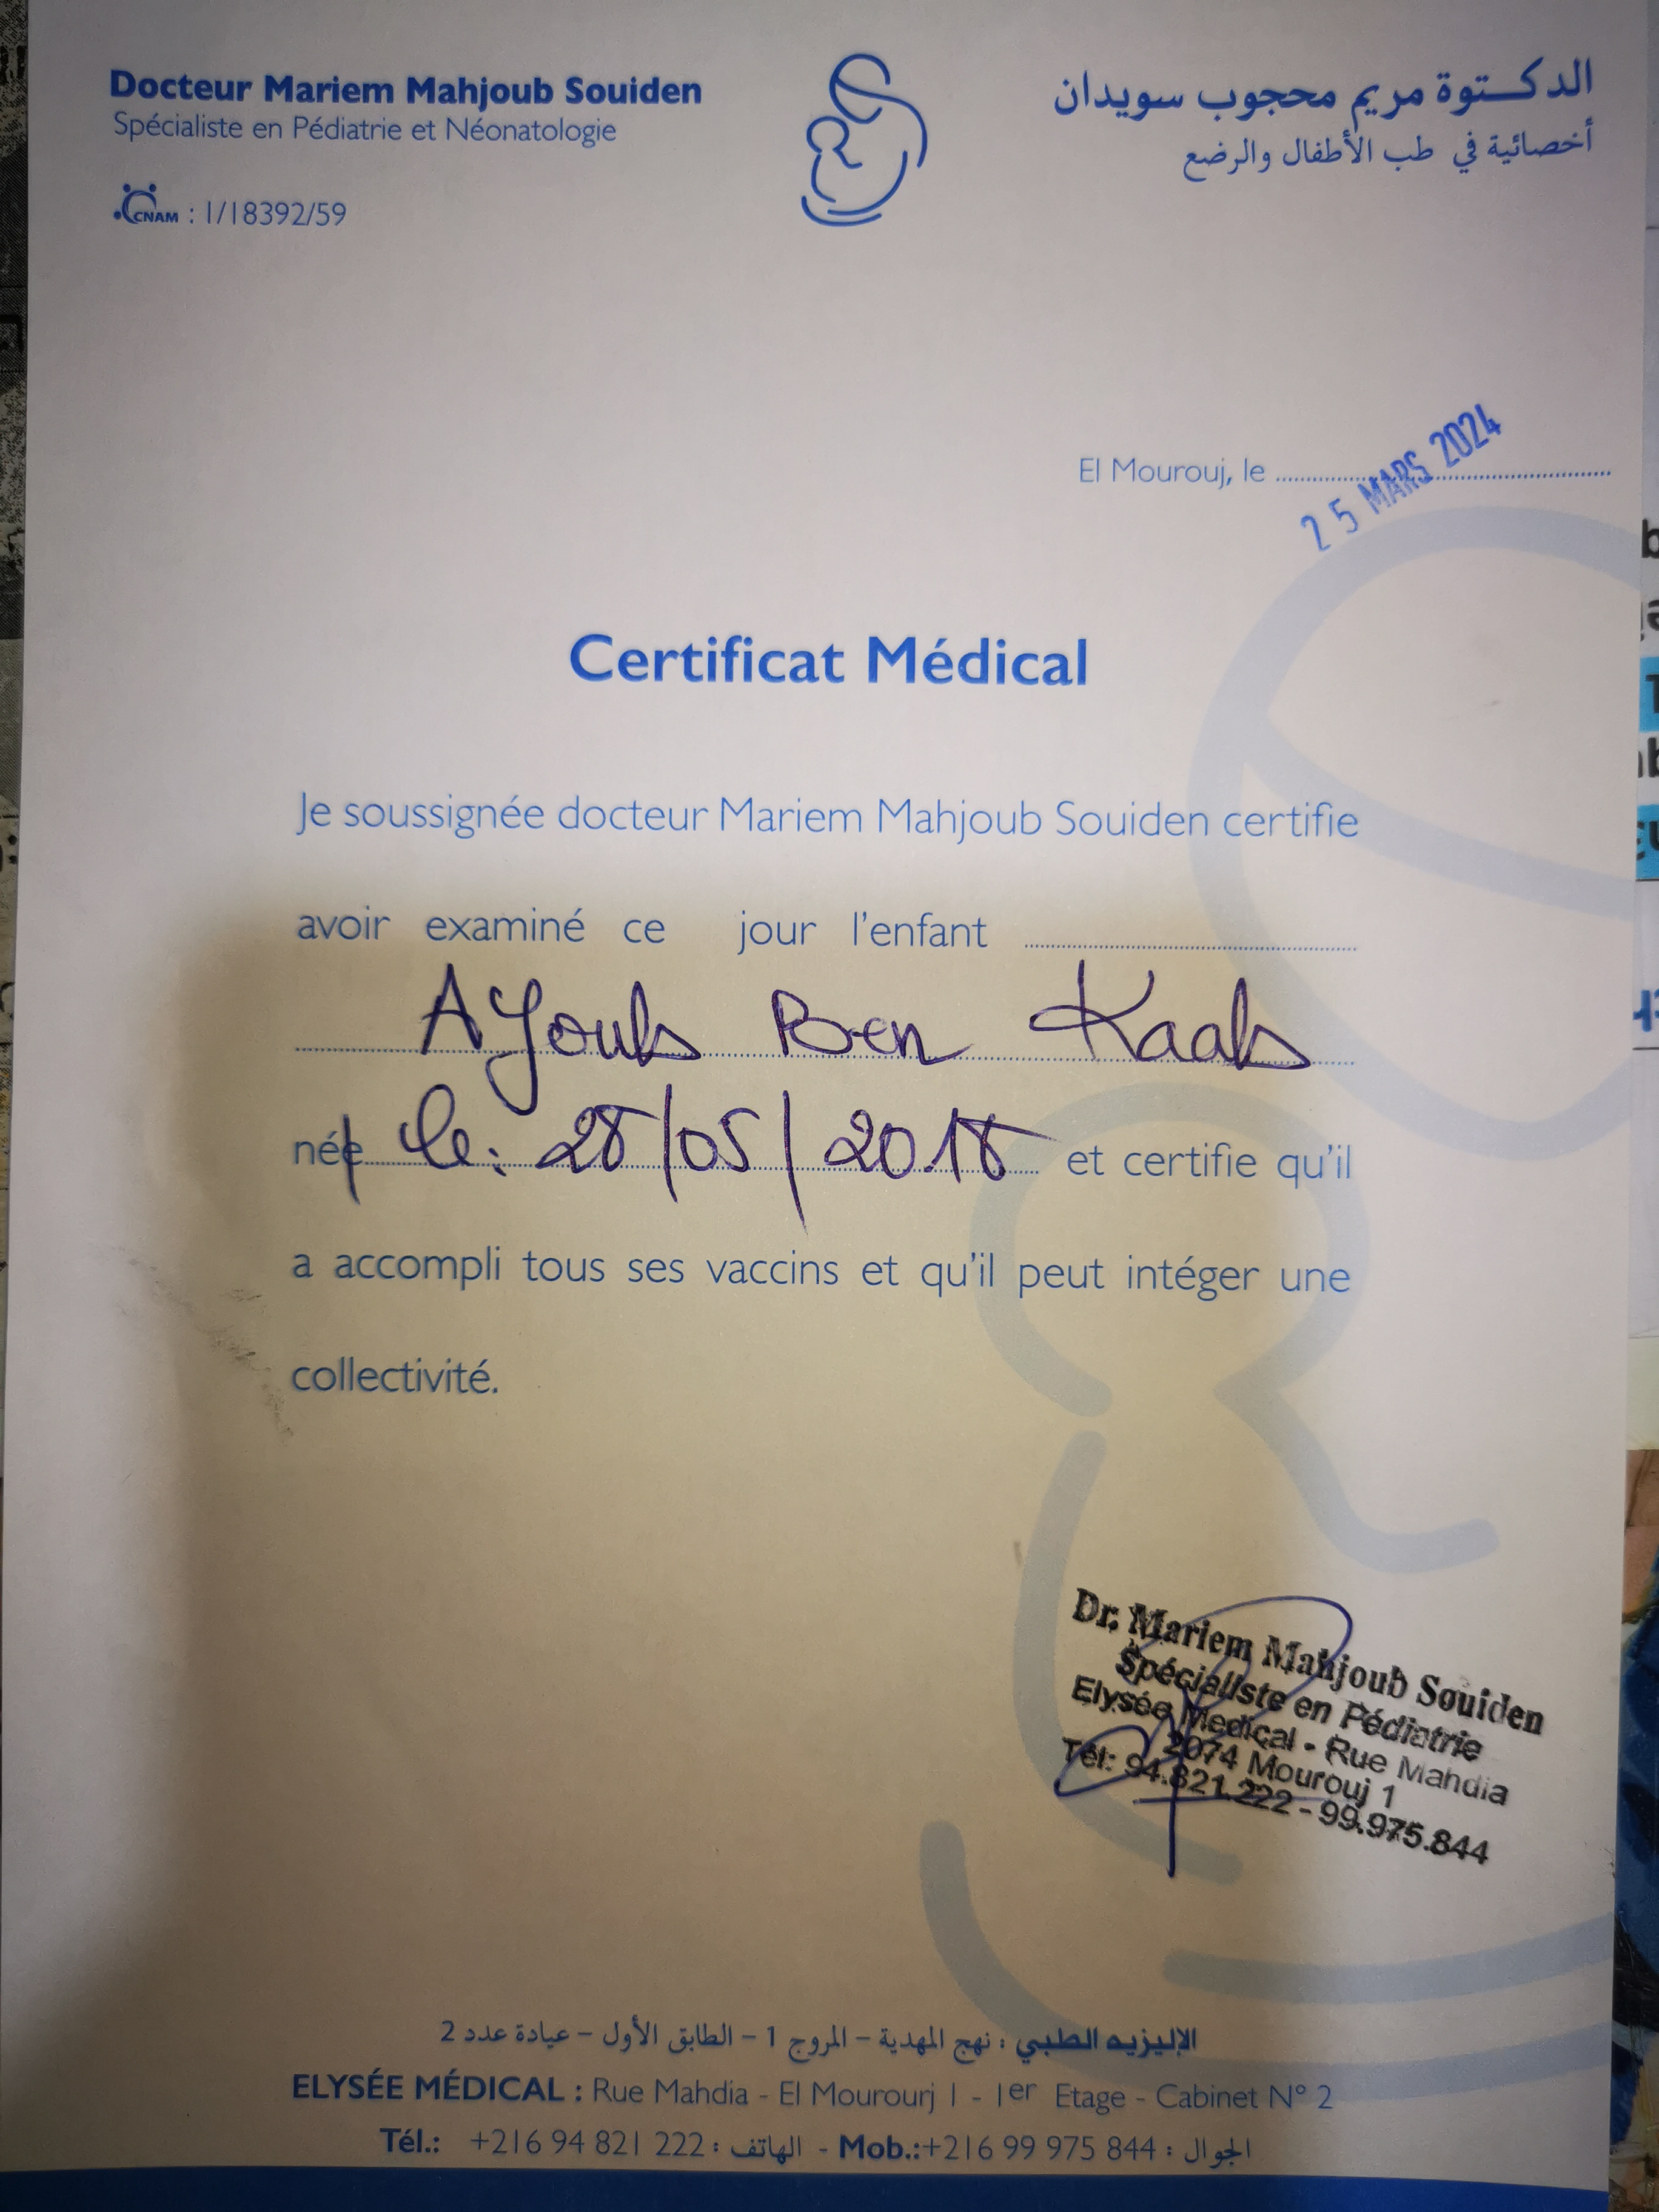 Docteur Mariem Mahjoub Souiden
Spécialiste en Pédiatrie et Néonatologie
CNAM : 1/18392/59
الدكتوة مريم محجوب سويدان
أخصائية في طب الأطفال والرضع
El Mourouj, le
25 MARS 2024
Certificat Médical
Je soussignée docteur Mariem Mahjoub Souiden certifie
avoir examiné ce jour l'enfant
AYoub Ben Kaab
née le: 28/05/2018 et certifie qu'il
a accompli tous ses vaccins et qu'il peut intéger une
collectivité.
Dr. Mariem Mahjoub Souiden
Spécialiste en Pédiatrie
Elysée Medical - Rue Mahdia
2074 Mourouj 1
Tél: 94.821.222 - 99.975.844
الإليزيه الطبي : نهج المهدية - المروج 1 - الطابق الأول - عيادة عدد 2
ELYSÉE MÉDICAL : Rue Mahdia - El Mourourj 1 - 1er Etage - Cabinet N° 2
Tél.: +216 94 821 222 : الهاتف - Mob.:+216 99 975 844 : الجوال